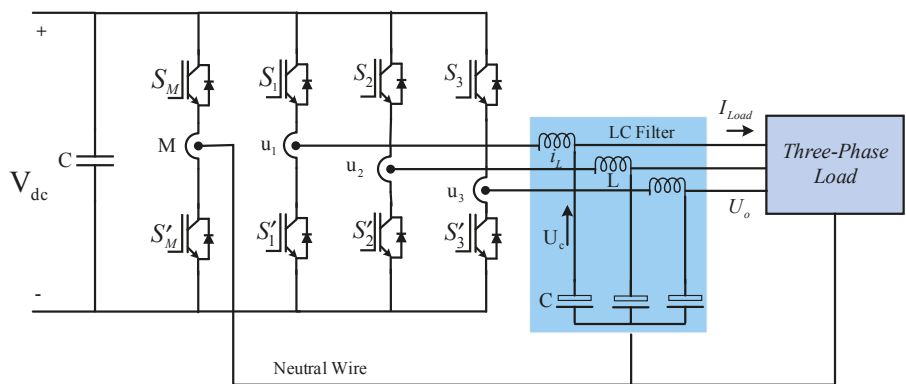 +
S_M
S_1
S_2
S_3
I_Load
LC Filter
M
u_1
i_L
Three-Phase
Load
C
V_dc
u_2
L
u_3
U_o
S'_M
S'_1
S'_2
S'_3
U_c
-
C
Neutral Wire